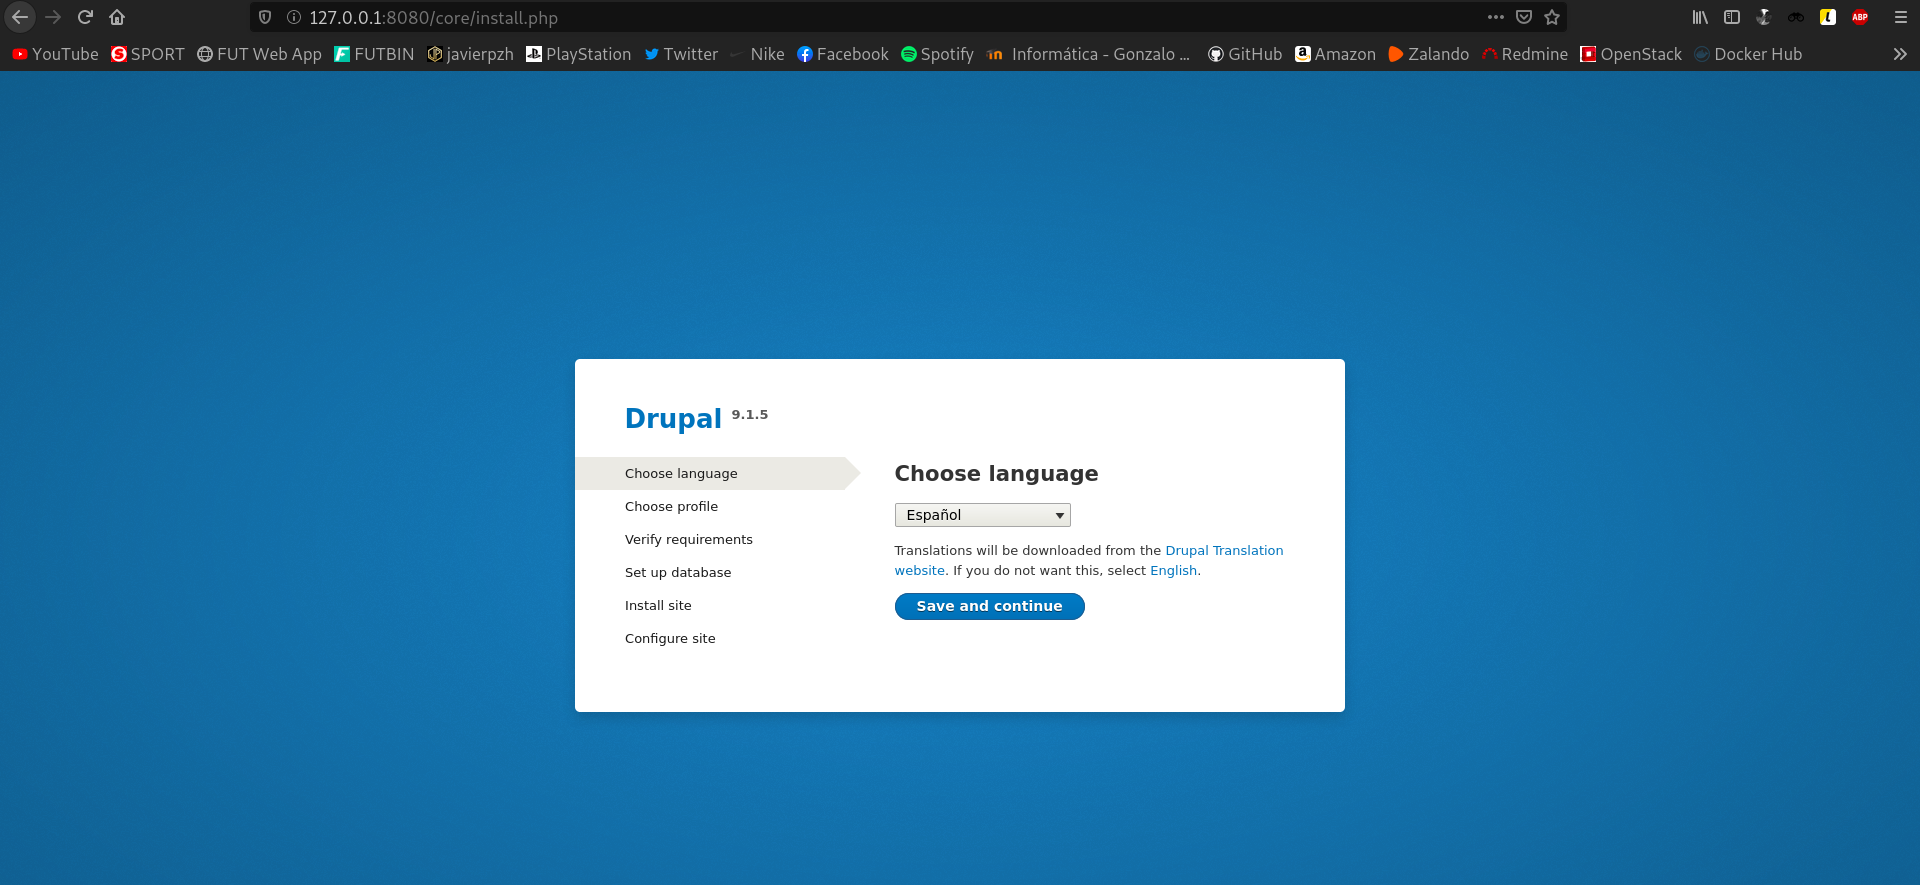 127.0.0.1:8080/core/install.php
YouTube SPORT FUT Web App FUTBIN javierpzh PlayStation Twitter Nike Facebook Spotify Informática - Gonzalo ... GitHub Amazon Zalando Redmine OpenStack Docker Hub
ABP
Drupal 9.1.5
Choose language
Choose profile
Verify requirements
Set up database
Install site
Configure site
Choose language
Español
Translations will be downloaded from the Drupal Translation
website. If you do not want this, select English.
Save and continue